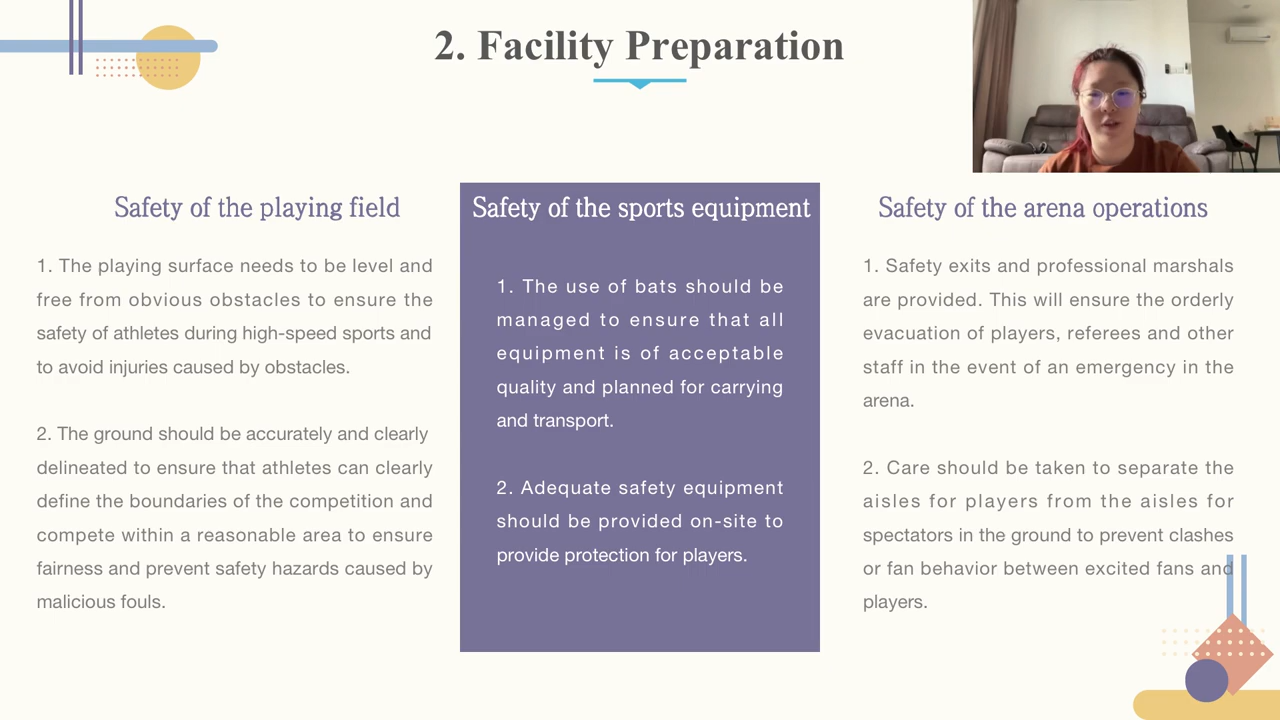 2. Facility Preparation
Safety of the playing field
1. The playing surface needs to be level and
free from obvious obstacles to ensure the
safety of athletes during high-speed sports and
to avoid injuries caused by obstacles.
2. The ground should be accurately and clearly
delineated to ensure that athletes can clearly
define the boundaries of the competition and
compete within a reasonable area to ensure
fairness and prevent safety hazards caused by
malicious fouls.
Safety of the sports equipment
1. The use of bats should be
managed to ensure that all
equipment is of acceptable
quality and planned for carrying
and transport.
2. Adequate safety equipment
should be provided on-site to
provide protection for players.
Safety of the arena operations
1. Safety exits and professional marshals
are provided. This will ensure the orderly
evacuation of players, referees and other
staff in the event of an emergency in the
arena.
2. Care should be taken to separate the
aisles for players from the aisles for
spectators in the ground to prevent clashes
or fan behavior between excited fans and
players.